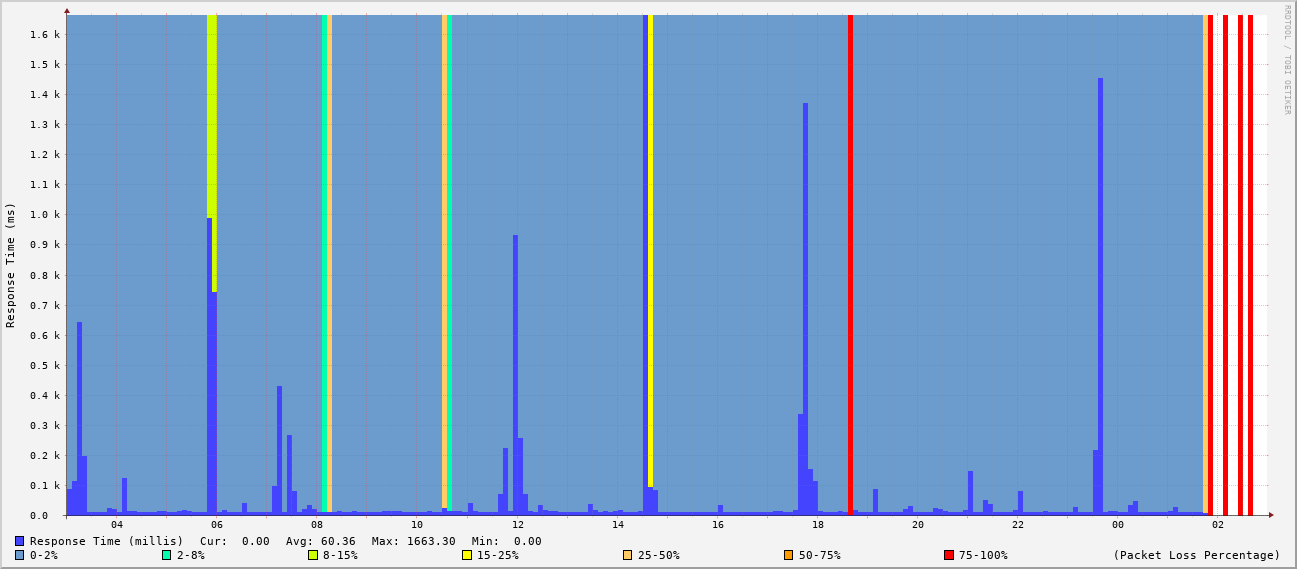 RRDTOOL / TOBI OETIKER
Response Time (ms)
1.6 k
1.5 k
1.4 k
1.3 k
1.2 k
1.1 k
1.0 k
0.9 k
0.8 k
0.7 k
0.6 k
0.5 k
0.4 k
0.3 k
0.2 k
0.1 k
0.0
04 06 08 10 12 14 16 18 20 22 00 02
Response Time (millis) Cur: 0.00 Avg: 60.36 Max: 1663.30 Min: 0.00
0-2% 2-8% 8-15% 15-25% 25-50% 50-75% 75-100% (Packet Loss Percentage)